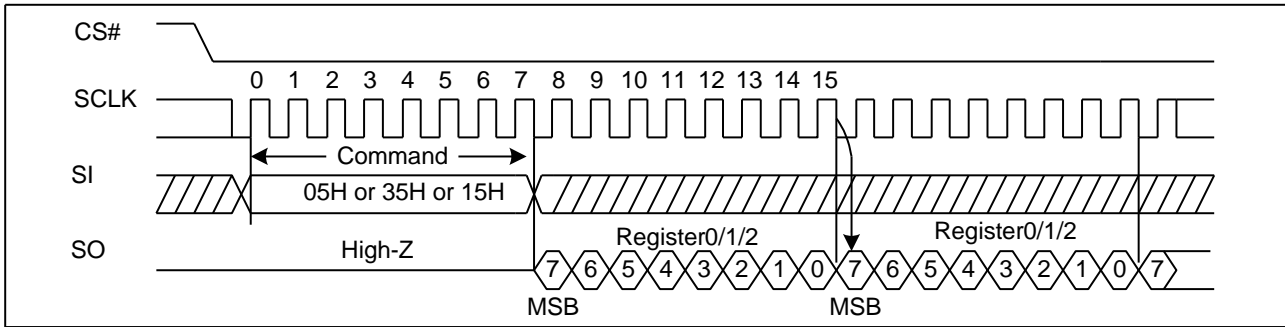 CS#
0 1 2 3 4 5 6 7 8 9 10 11 12 13 14 15
SCLK
Command
SI
05H or 35H or 15H
Register0/1/2 Register0/1/2
SO
High-Z
7 6 5 4 3 2 1 0 7 6 5 4 3 2 1 0 7
MSB MSB